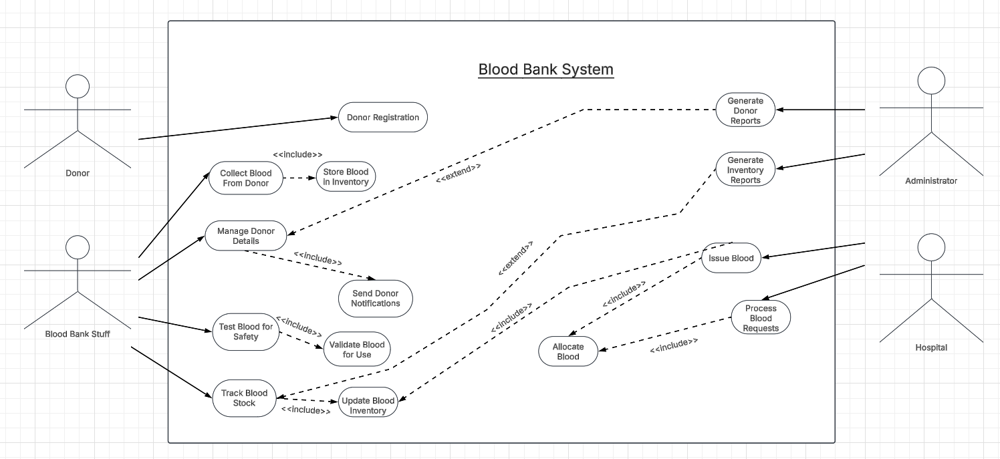 Blood Bank System
Donor
Donor Registration
<<include>>
Collect Blood
From Donor
Store Blood
in Inventory
<<extend>>
Generate
Donor
Reports
Generate
Inventory
Reports
Administrator
Manage Donor
Details
<<include>>
Send Donor
Notifications
<<extend>>
Issue Blood
<<include>>
<<include>>
Process
Blood
Requests
Hospital
Blood Bank Stuff
Test Blood for
Safety
<<include>>
Validate Blood
for Use
Allocate
Blood
<<include>>
Track Blood
Stock
<<include>>
Update Blood
Inventory